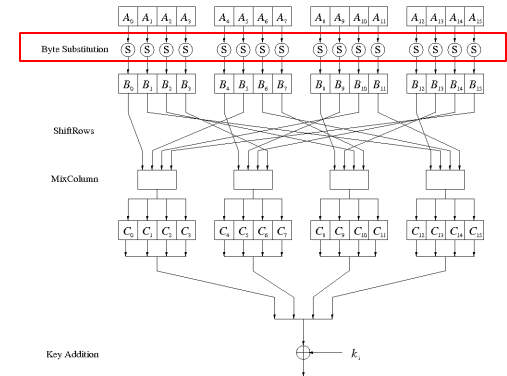 A₀ A₁ A₂ A₃ A₄ A₅ A₆ A₇ A₈ A₉ A₁₀ A₁₁ A₁₂ A₁₃ A₁₄ A₁₅
Byte Substitution S S S S S S S S S S S S S S S S
B₀ B₁ B₂ B₃ B₄ B₅ B₆ B₇ B₈ B₉ B₁₀ B₁₁ B₁₂ B₁₃ B₁₄ B₁₅
ShiftRows
MixColumn
C₀ C₁ C₂ C₃ C₄ C₅ C₆ C₇ C₈ C₉ C₁₀ C₁₁ C₁₂ C₁₃ C₁₄ C₁₅
Key Addition kᵢ